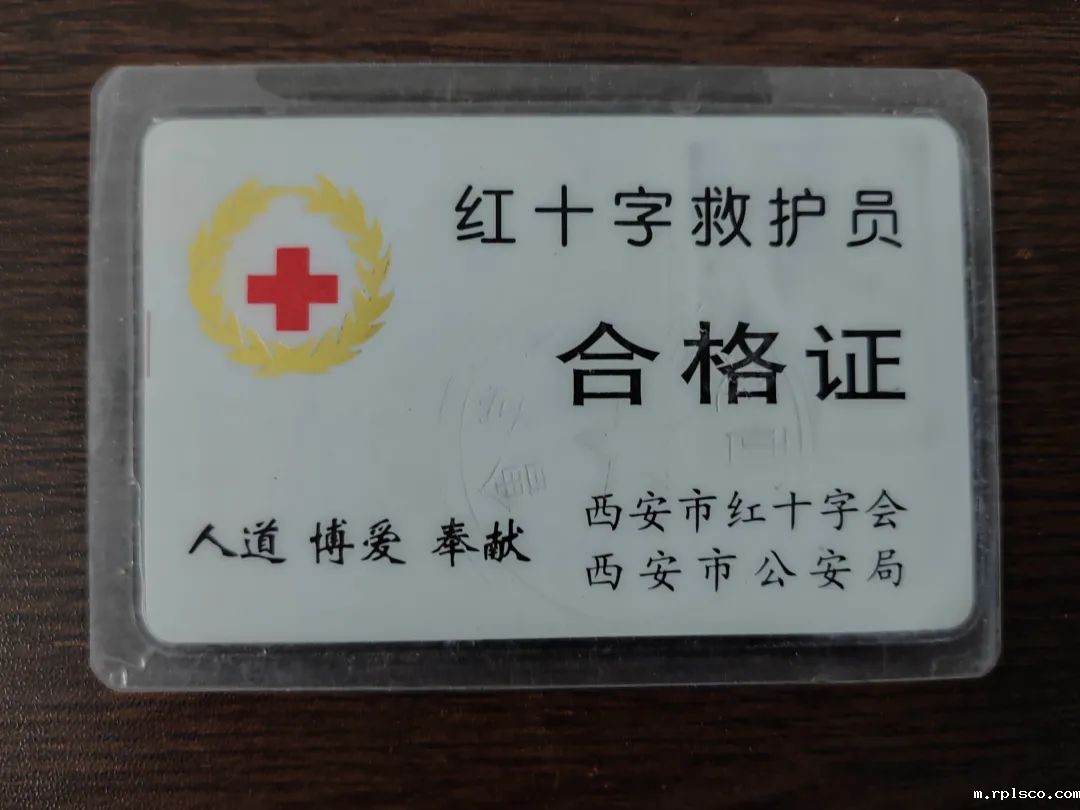 红十字救护员
合格证
人道 博爱 奉献
西安市红十字会
西安市公安局
m.rplsco.com